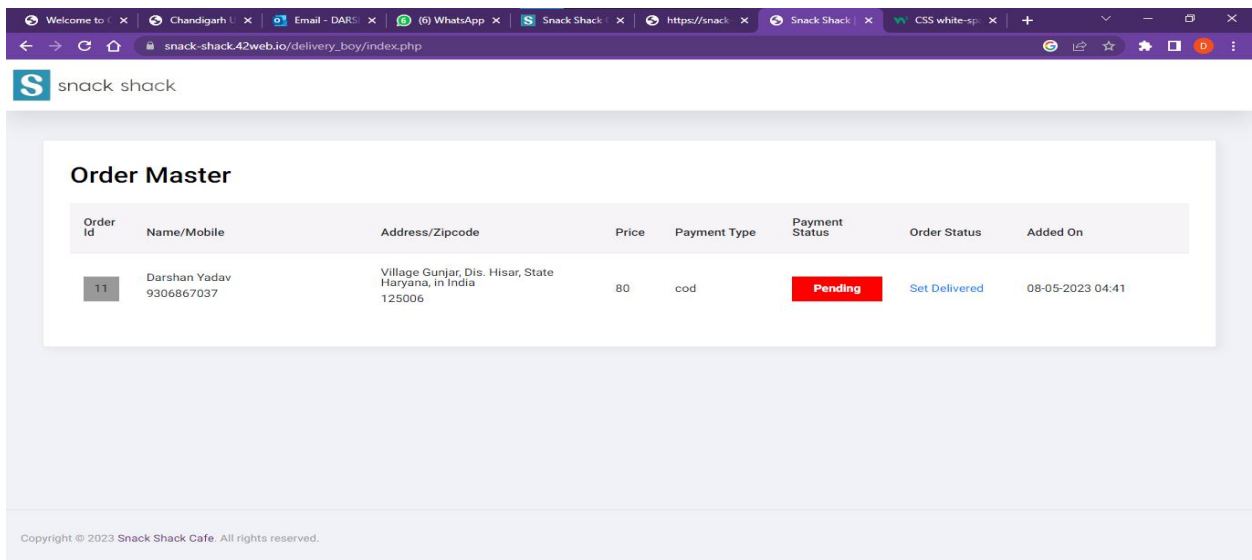 Welcome to C
Chandigarh U
Email - DARSI
(6) WhatsApp
Snack Shack
https://snack
Snack Shack |
CSS white-spa
snack-shack.42web.io/delivery_boy/index.php
D
S snack shack
Order Master
Order Id Name/Mobile Address/Zipcode Price Payment Type Payment Status Order Status Added On
11
Darshan Yadav
9306867037
Village Gunjar, Dis. Hisar, State
Haryana, in India
125006
80
cod
Pending
Set Delivered
08-05-2023 04:41
Copyright © 2023 Snack Shack Cafe. All rights reserved.